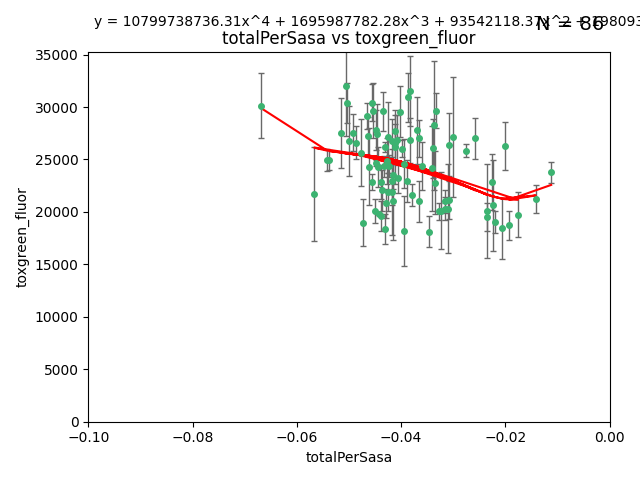 y = 10799738736.31x^4 + 1695987782.28x^3 + 93542118.37x^2 +
N = 86
totalPerSasa vs toxgreen_fluor
35000
30000
25000
20000
15000
10000
5000
0
toxgreen_fluor
−0.10
−0.08
−0.06
−0.04
−0.02
0.00
totalPerSasa